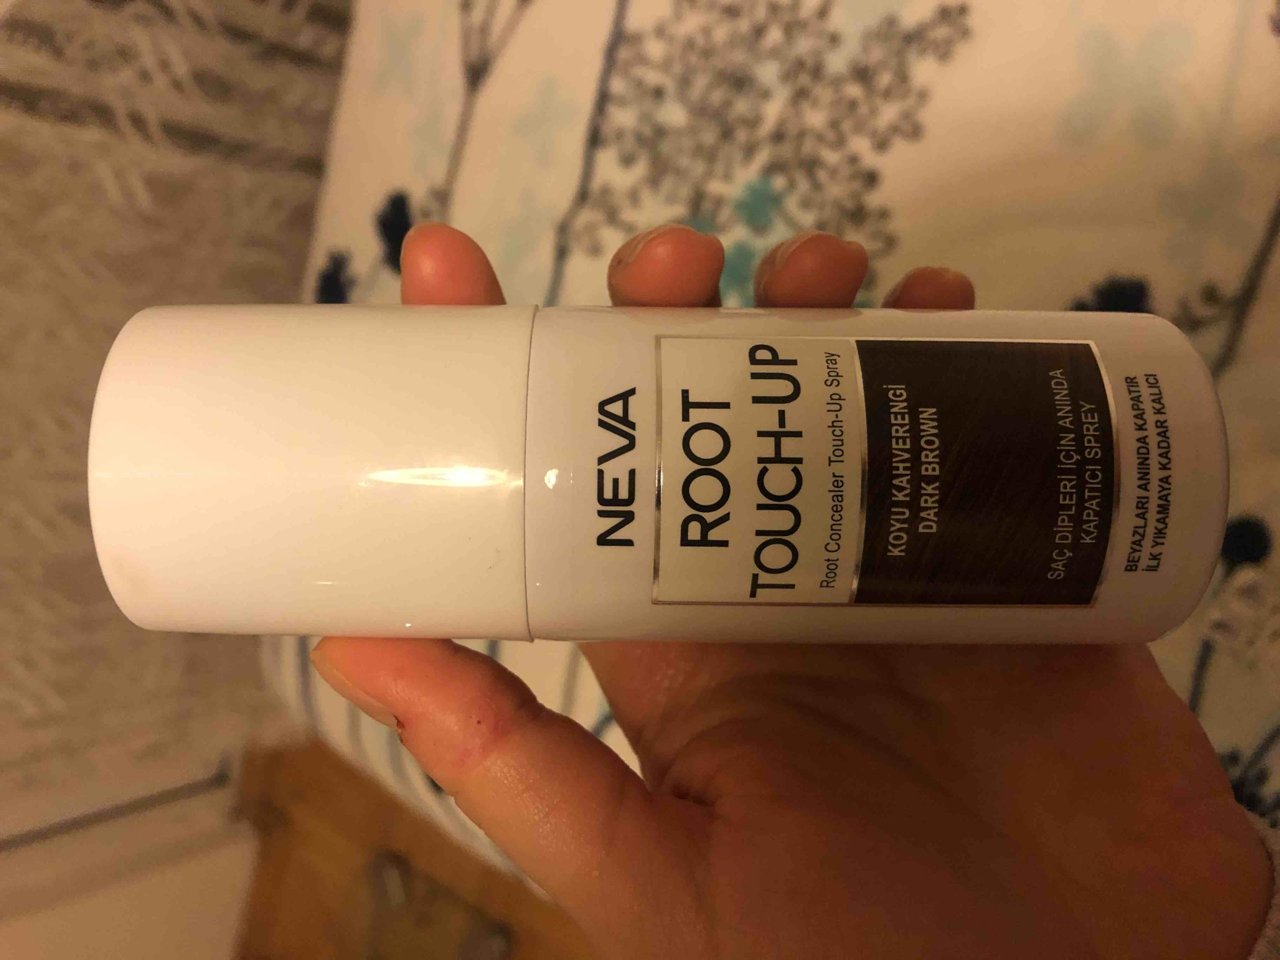 NEVA
ROOT
TOUCH-UP
Root Concealer Touch-Up Spray
KOYU KAHVERENGİ
DARK BROWN
SAÇ DİPLERİ İÇİN ANINDA
KAPATICI SPREY
BEYAZLARI ANINDA KAPATIR
İLK YIKAMAYA KADAR KALICI